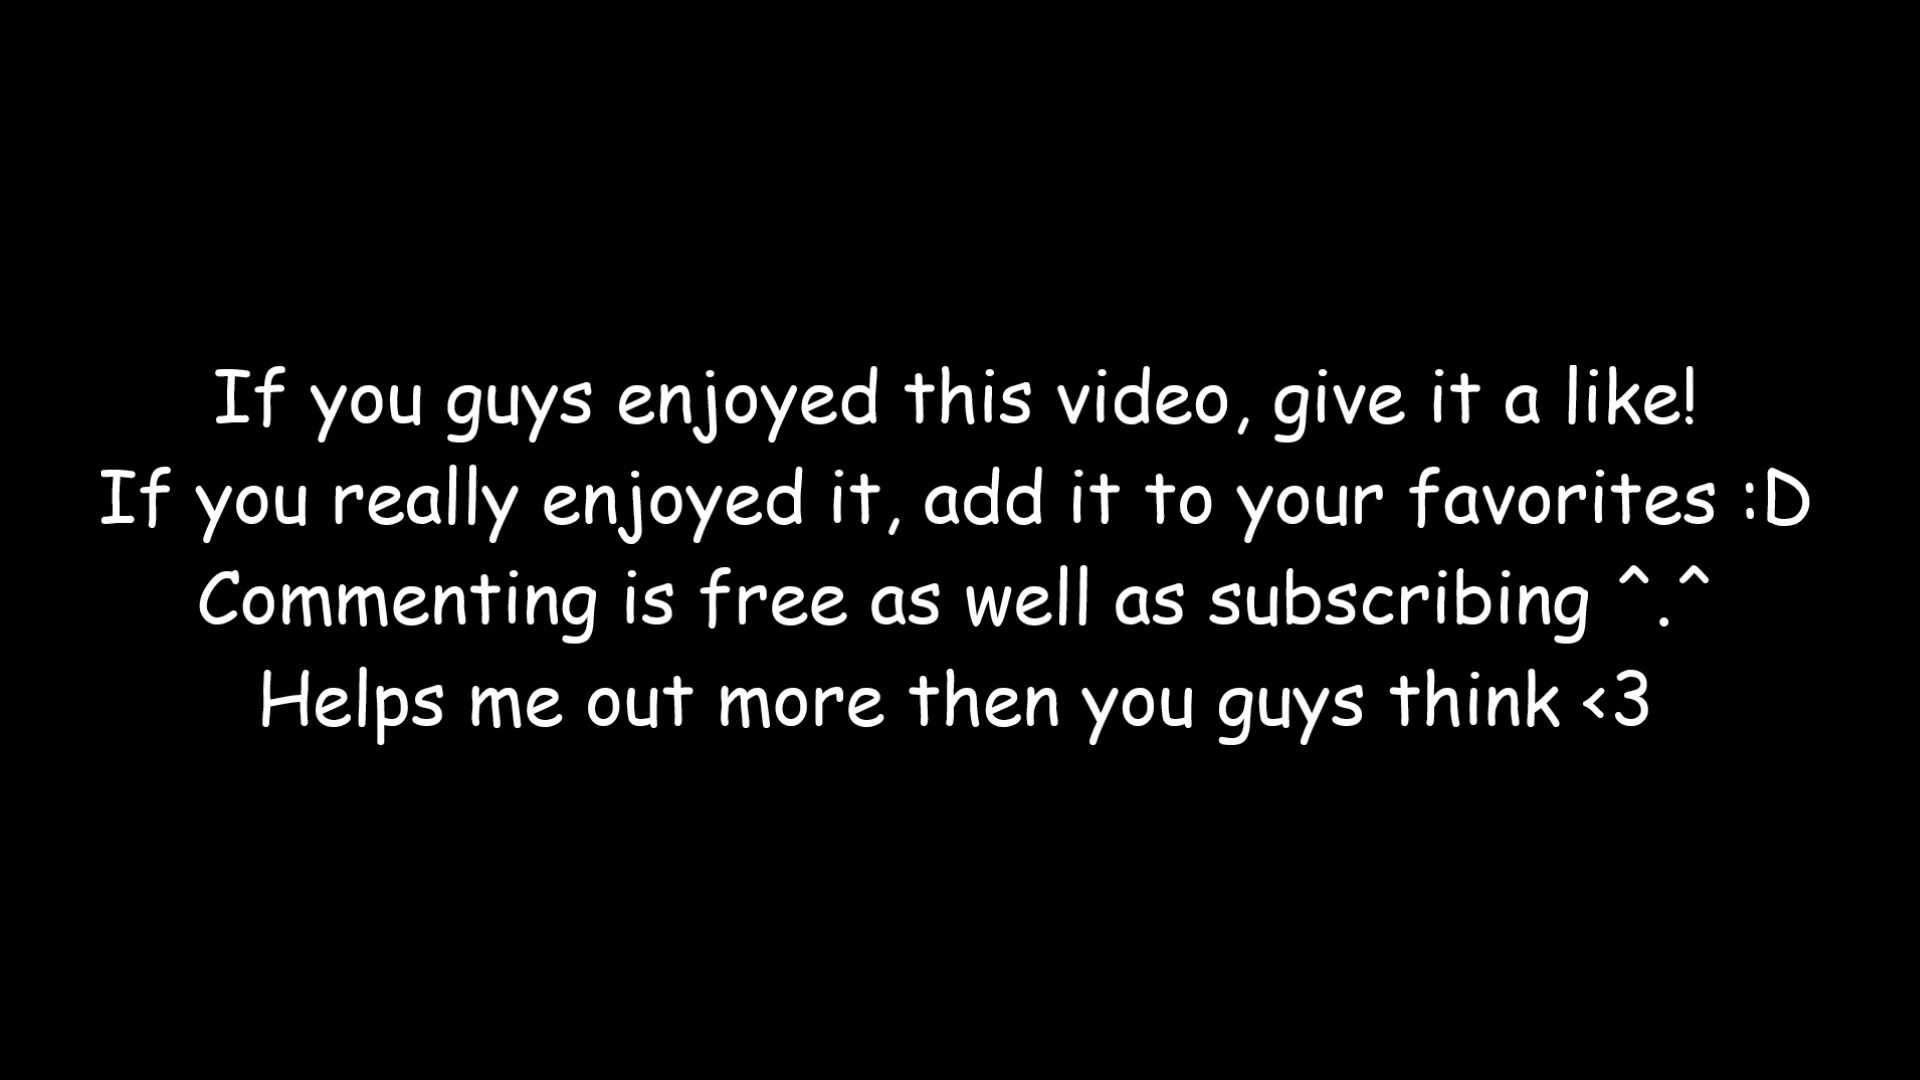 If you guys enjoyed this video, give it a like!
If you really enjoyed it, add it to your favorites :D
Commenting is free as well as subscribing ^.^
Helps me out more then you guys think <3